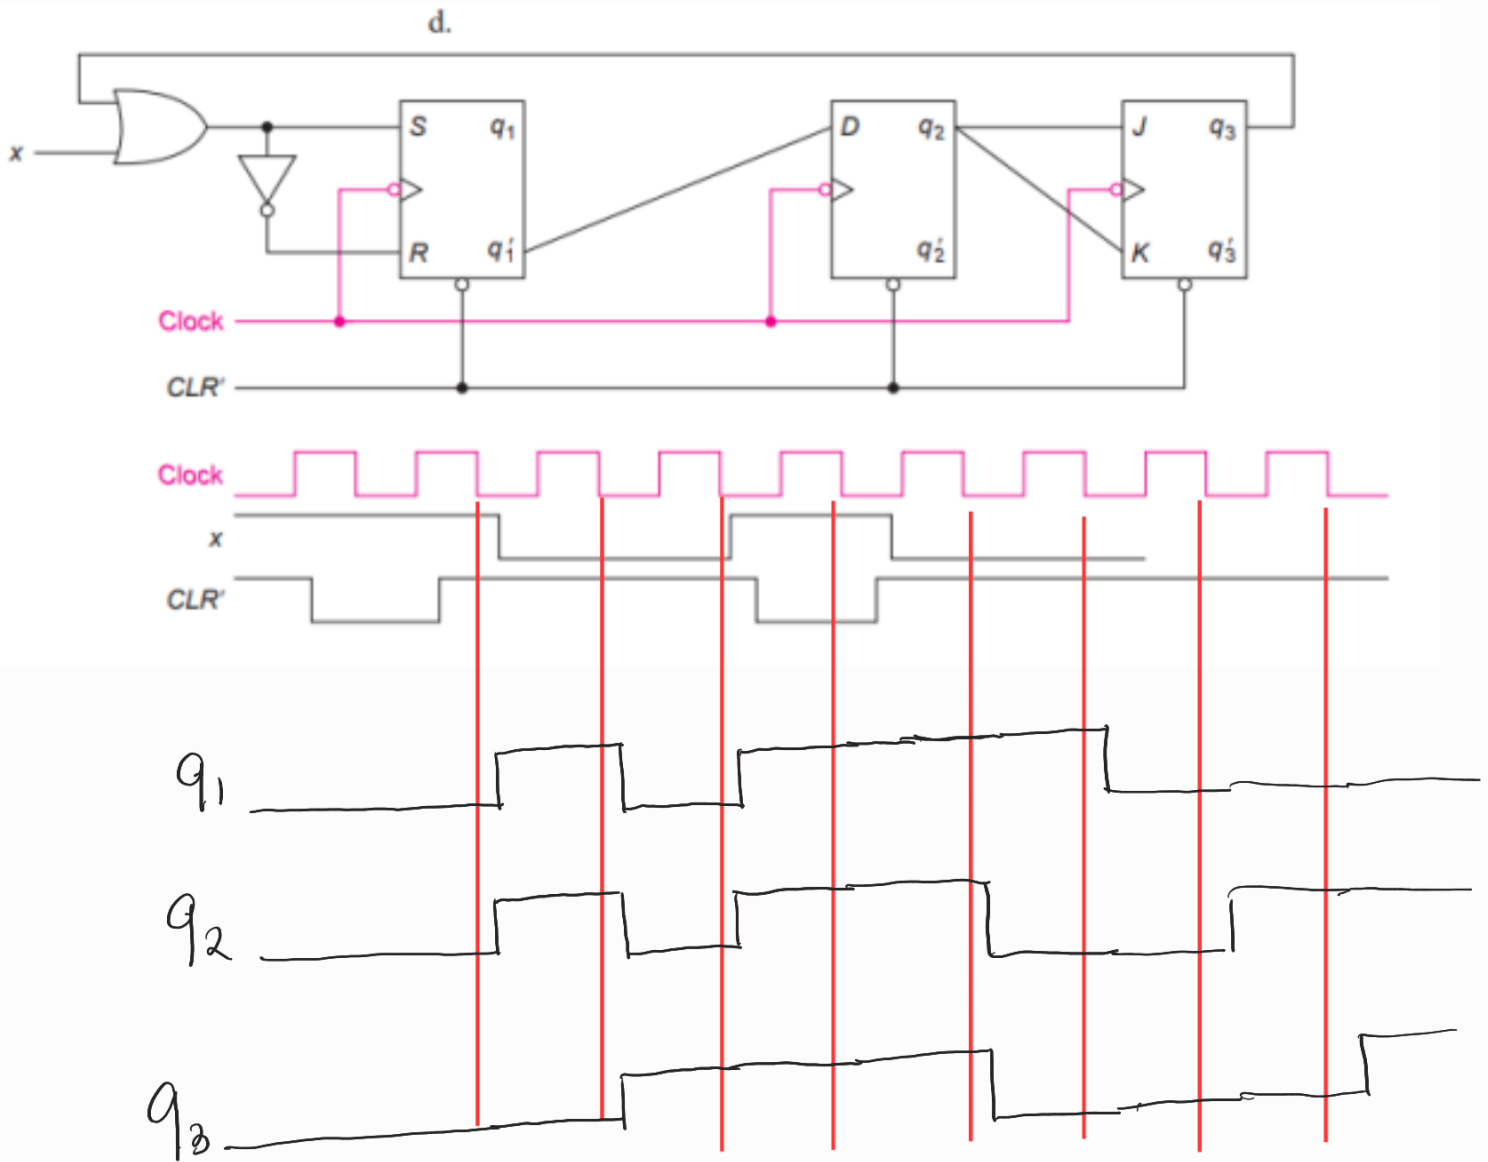 d.
S q₁ D q₂ J q₃
x
R q₁′ q₂′ K q₃′
Clock
CLR′
Clock
x
CLR′
q₁
q₂
q₃